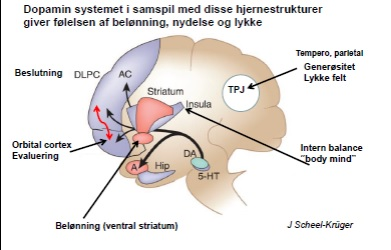 Dopamin systemet i samspil med disse hjernestrukturer
giver følelsen af belønning, nydelse og lykke
Tempero, parietal
Generøsitet
Lykke felt
Beslutning
DLPC
AC
Striatum
Insula
TPJ
Orbital cortex
Evaluering
Intern balance
“body mind”
A
Hip
DA
5-HT
Belønning (ventral striatum)
J Scheel-Krüger